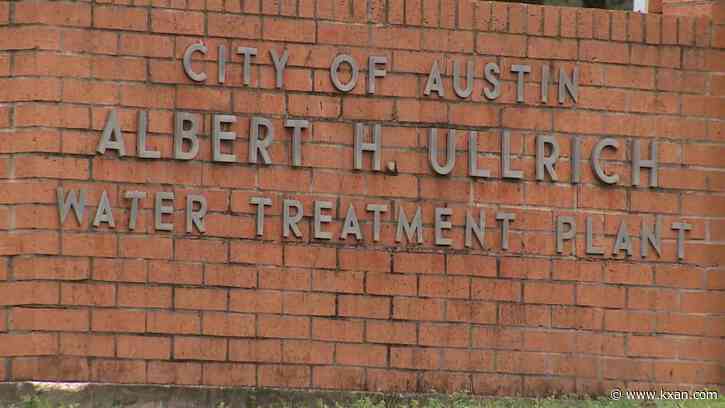 CITY OF AUSTIN
ALBERT H. ULLRICH
WATER TREATMENT PLANT
www.kxan.com